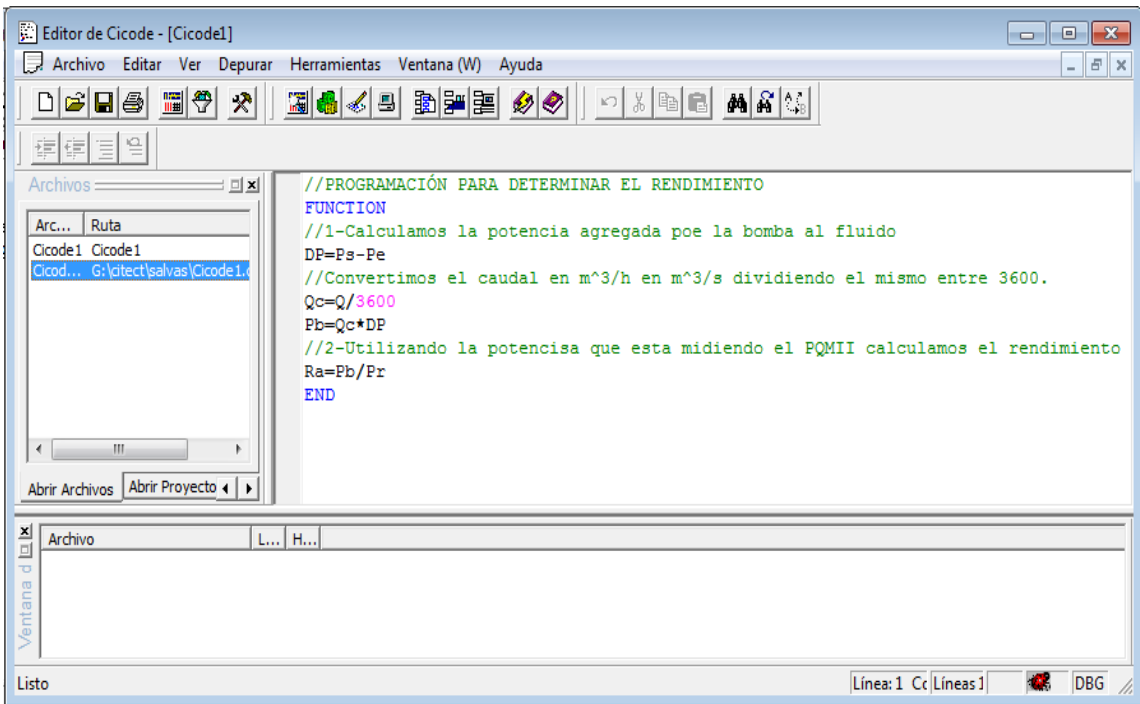 Editor de Cicode - [Cicode1]
Archivo Editar Ver Depurar Herramientas Ventana (W) Ayuda
Archivos
Arc... Ruta
Cicode1 Cicode1
Cicod... G:\citect\salvas\Cicode1.c
Abrir Archivos Abrir Proyecto
//PROGRAMACIÓN PARA DETERMINAR EL RENDIMIENTO
FUNCTION
//1-Calculamos la potencia agregada poe la bomba al fluido
DP=Ps-Pe
//Convertimos el caudal en m^3/h en m^3/s dividiendo el mismo entre 3600.
Qc=Q/3600
Pb=Qc*DP
//2-Utilizando la potencisa que esta midiendo el PQMII calculamos el rendimiento
Ra=Pb/Pr
END
Ventana d
Archivo L... H...
Listo Línea: 1 Cc Líneas 1 DBG